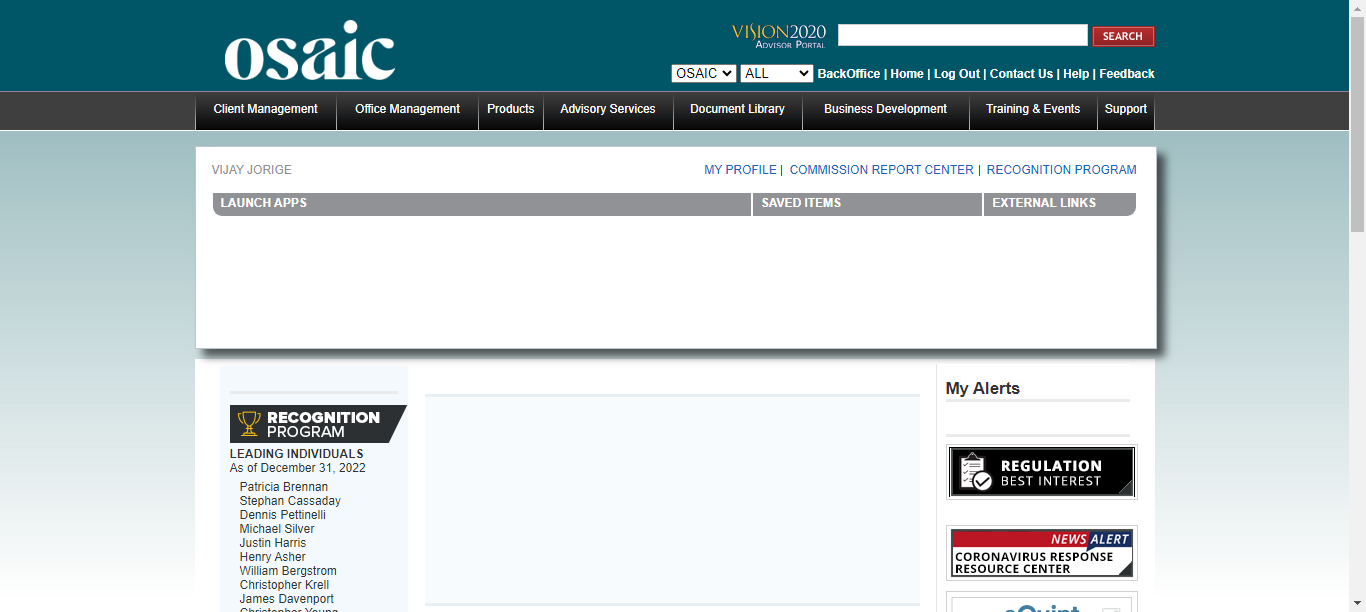 osaic
VISION2020
ADVISOR PORTAL
SEARCH
OSAIC ALL BackOffice | Home | Log Out | Contact Us | Help | Feedback
Client Management Office Management Products Advisory Services Document Library Business Development Training & Events Support
VIJAY JORIGE
MY PROFILE | COMMISSION REPORT CENTER | RECOGNITION PROGRAM
LAUNCH APPS SAVED ITEMS EXTERNAL LINKS
RECOGNITION
PROGRAM
LEADING INDIVIDUALS
As of December 31, 2022
Patricia Brennan
Stephan Cassaday
Dennis Pettinelli
Michael Silver
Justin Harris
Henry Asher
William Bergstrom
Christopher Krell
James Davenport
Christopher Young
My Alerts
REGULATION
BEST INTEREST
NEWS ALERT
CORONAVIRUS RESPONSE
RESOURCE CENTER